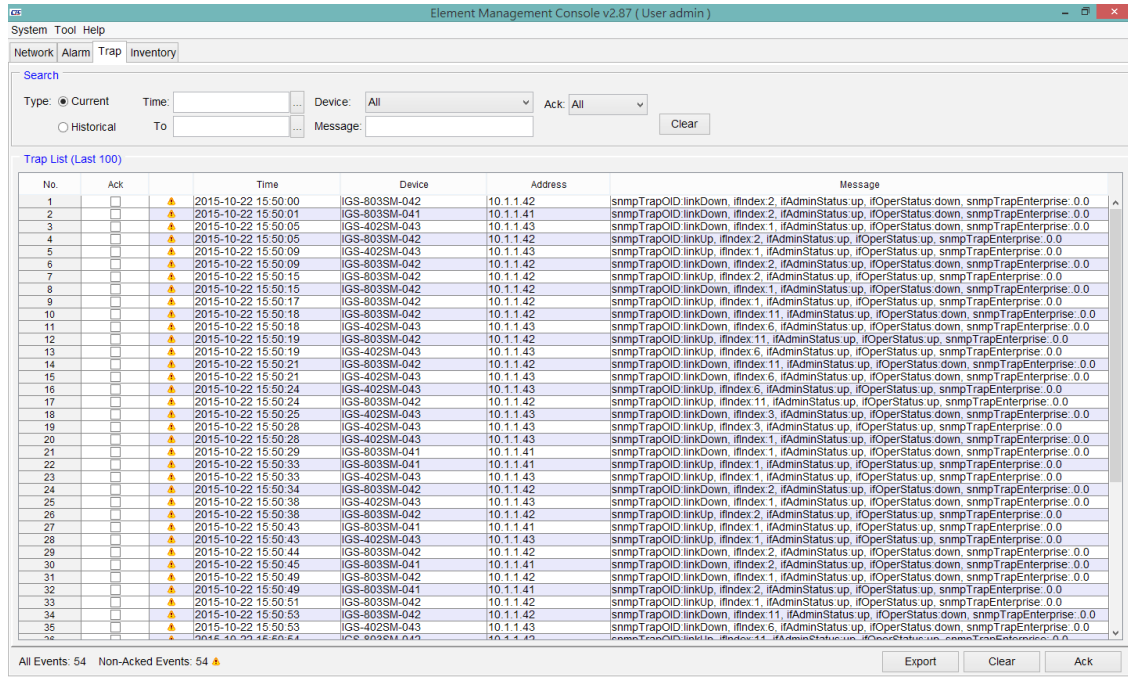 CTC
Element Management Console v2.87 ( User admin )
System Tool Help
Network Alarm Trap Inventory
Search
Type: Current Time: ... Device: All Ack: All
Historical To ... Message: Clear
Trap List (Last 100)
No. Ack Time Device Address Message
1 2015-10-22 15:50:00 IGS-803SM-042 10.1.1.42 snmpTrapOID:linkDown, ifIndex:2, ifAdminStatus:up, ifOperStatus:down, snmpTrapEnterprise:.0.0
2 2015-10-22 15:50:01 IGS-803SM-041 10.1.1.41 snmpTrapOID:linkDown, ifIndex:2, ifAdminStatus:up, ifOperStatus:down, snmpTrapEnterprise:.0.0
3 2015-10-22 15:50:05 IGS-402SM-043 10.1.1.43 snmpTrapOID:linkDown, ifIndex:1, ifAdminStatus:up, ifOperStatus:down, snmpTrapEnterprise:.0.0
4 2015-10-22 15:50:05 IGS-803SM-042 10.1.1.42 snmpTrapOID:linkUp, ifIndex:2, ifAdminStatus:up, ifOperStatus:up, snmpTrapEnterprise:.0.0
5 2015-10-22 15:50:09 IGS-402SM-043 10.1.1.43 snmpTrapOID:linkUp, ifIndex:1, ifAdminStatus:up, ifOperStatus:up, snmpTrapEnterprise:.0.0
6 2015-10-22 15:50:09 IGS-803SM-042 10.1.1.42 snmpTrapOID:linkDown, ifIndex:2, ifAdminStatus:up, ifOperStatus:down, snmpTrapEnterprise:.0.0
7 2015-10-22 15:50:15 IGS-803SM-042 10.1.1.42 snmpTrapOID:linkUp, ifIndex:2, ifAdminStatus:up, ifOperStatus:up, snmpTrapEnterprise:.0.0
8 2015-10-22 15:50:15 IGS-803SM-042 10.1.1.42 snmpTrapOID:linkDown, ifIndex:1, ifAdminStatus:up, ifOperStatus:down, snmpTrapEnterprise:.0.0
9 2015-10-22 15:50:17 IGS-803SM-042 10.1.1.42 snmpTrapOID:linkUp, ifIndex:1, ifAdminStatus:up, ifOperStatus:up, snmpTrapEnterprise:.0.0
10 2015-10-22 15:50:18 IGS-803SM-042 10.1.1.42 snmpTrapOID:linkDown, ifIndex:11, ifAdminStatus:up, ifOperStatus:down, snmpTrapEnterprise:.0.0
11 2015-10-22 15:50:18 IGS-402SM-043 10.1.1.43 snmpTrapOID:linkDown, ifIndex:6, ifAdminStatus:up, ifOperStatus:down, snmpTrapEnterprise:.0.0
12 2015-10-22 15:50:19 IGS-803SM-042 10.1.1.42 snmpTrapOID:linkUp, ifIndex:11, ifAdminStatus:up, ifOperStatus:up, snmpTrapEnterprise:.0.0
13 2015-10-22 15:50:19 IGS-402SM-043 10.1.1.43 snmpTrapOID:linkUp, ifIndex:6, ifAdminStatus:up, ifOperStatus:up, snmpTrapEnterprise:.0.0
14 2015-10-22 15:50:21 IGS-803SM-042 10.1.1.42 snmpTrapOID:linkDown, ifIndex:11, ifAdminStatus:up, ifOperStatus:down, snmpTrapEnterprise:.0.0
15 2015-10-22 15:50:21 IGS-402SM-043 10.1.1.43 snmpTrapOID:linkDown, ifIndex:6, ifAdminStatus:up, ifOperStatus:down, snmpTrapEnterprise:.0.0
16 2015-10-22 15:50:24 IGS-402SM-043 10.1.1.43 snmpTrapOID:linkUp, ifIndex:6, ifAdminStatus:up, ifOperStatus:up, snmpTrapEnterprise:.0.0
17 2015-10-22 15:50:24 IGS-803SM-042 10.1.1.42 snmpTrapOID:linkUp, ifIndex:11, ifAdminStatus:up, ifOperStatus:up, snmpTrapEnterprise:.0.0
18 2015-10-22 15:50:25 IGS-402SM-043 10.1.1.43 snmpTrapOID:linkDown, ifIndex:3, ifAdminStatus:up, ifOperStatus:down, snmpTrapEnterprise:.0.0
19 2015-10-22 15:50:28 IGS-402SM-043 10.1.1.43 snmpTrapOID:linkUp, ifIndex:3, ifAdminStatus:up, ifOperStatus:up, snmpTrapEnterprise:.0.0
20 2015-10-22 15:50:28 IGS-402SM-043 10.1.1.43 snmpTrapOID:linkDown, ifIndex:1, ifAdminStatus:up, ifOperStatus:down, snmpTrapEnterprise:.0.0
21 2015-10-22 15:50:29 IGS-803SM-041 10.1.1.41 snmpTrapOID:linkDown, ifIndex:1, ifAdminStatus:up, ifOperStatus:down, snmpTrapEnterprise:.0.0
22 2015-10-22 15:50:33 IGS-803SM-041 10.1.1.41 snmpTrapOID:linkUp, ifIndex:1, ifAdminStatus:up, ifOperStatus:up, snmpTrapEnterprise:.0.0
23 2015-10-22 15:50:33 IGS-402SM-043 10.1.1.43 snmpTrapOID:linkUp, ifIndex:1, ifAdminStatus:up, ifOperStatus:up, snmpTrapEnterprise:.0.0
24 2015-10-22 15:50:34 IGS-803SM-042 10.1.1.42 snmpTrapOID:linkDown, ifIndex:2, ifAdminStatus:up, ifOperStatus:down, snmpTrapEnterprise:.0.0
25 2015-10-22 15:50:38 IGS-402SM-043 10.1.1.43 snmpTrapOID:linkDown, ifIndex:1, ifAdminStatus:up, ifOperStatus:down, snmpTrapEnterprise:.0.0
26 2015-10-22 15:50:38 IGS-803SM-042 10.1.1.42 snmpTrapOID:linkUp, ifIndex:2, ifAdminStatus:up, ifOperStatus:up, snmpTrapEnterprise:.0.0
27 2015-10-22 15:50:43 IGS-803SM-041 10.1.1.41 snmpTrapOID:linkUp, ifIndex:1, ifAdminStatus:up, ifOperStatus:up, snmpTrapEnterprise:.0.0
28 2015-10-22 15:50:43 IGS-402SM-043 10.1.1.43 snmpTrapOID:linkUp, ifIndex:1, ifAdminStatus:up, ifOperStatus:up, snmpTrapEnterprise:.0.0
29 2015-10-22 15:50:44 IGS-803SM-042 10.1.1.42 snmpTrapOID:linkDown, ifIndex:2, ifAdminStatus:up, ifOperStatus:down, snmpTrapEnterprise:.0.0
30 2015-10-22 15:50:45 IGS-803SM-041 10.1.1.41 snmpTrapOID:linkDown, ifIndex:2, ifAdminStatus:up, ifOperStatus:down, snmpTrapEnterprise:.0.0
31 2015-10-22 15:50:49 IGS-803SM-042 10.1.1.42 snmpTrapOID:linkDown, ifIndex:1, ifAdminStatus:up, ifOperStatus:down, snmpTrapEnterprise:.0.0
32 2015-10-22 15:50:49 IGS-803SM-041 10.1.1.41 snmpTrapOID:linkUp, ifIndex:2, ifAdminStatus:up, ifOperStatus:up, snmpTrapEnterprise:.0.0
33 2015-10-22 15:50:51 IGS-803SM-042 10.1.1.42 snmpTrapOID:linkUp, ifIndex:1, ifAdminStatus:up, ifOperStatus:up, snmpTrapEnterprise:.0.0
34 2015-10-22 15:50:53 IGS-803SM-042 10.1.1.42 snmpTrapOID:linkDown, ifIndex:11, ifAdminStatus:up, ifOperStatus:down, snmpTrapEnterprise:.0.0
35 2015-10-22 15:50:53 IGS-402SM-043 10.1.1.43 snmpTrapOID:linkDown, ifIndex:6, ifAdminStatus:up, ifOperStatus:down, snmpTrapEnterprise:.0.0
36 2015-10-22 15:50:54 IGS-803SM-042 10.1.1.42 snmpTrapOID:linkUp, ifIndex:11, ifAdminStatus:up, ifOperStatus:up, snmpTrapEnterprise:.0.0
All Events: 54 Non-Acked Events: 54 Export Clear Ack